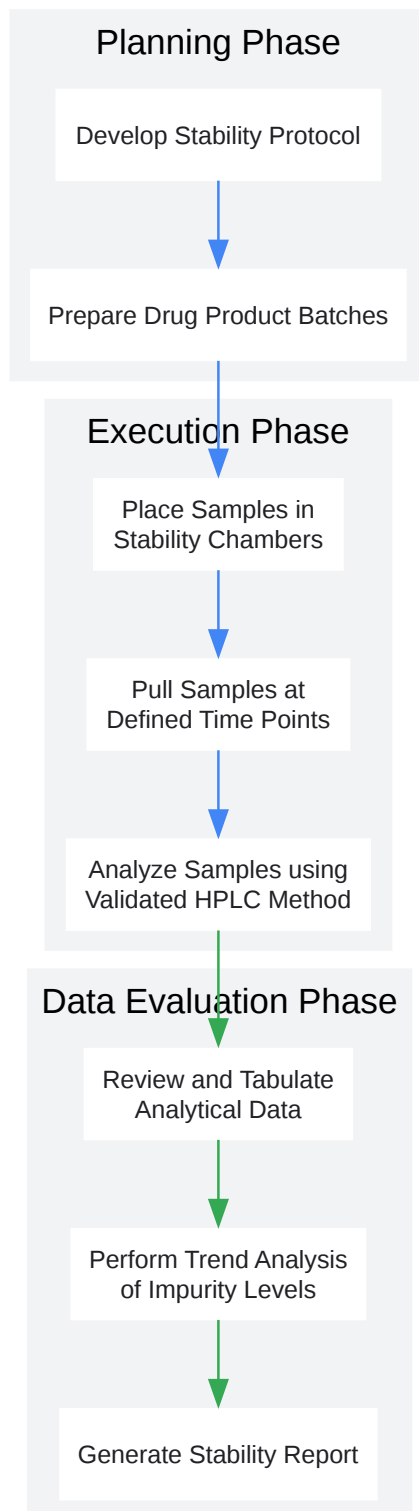 Planning Phase
Develop Stability Protocol
Prepare Drug Product Batches
Execution Phase
Place Samples in
Stability Chambers
Pull Samples at
Defined Time Points
Analyze Samples using
Validated HPLC Method
Data Evaluation Phase
Review and Tabulate
Analytical Data
Perform Trend Analysis
of Impurity Levels
Generate Stability Report